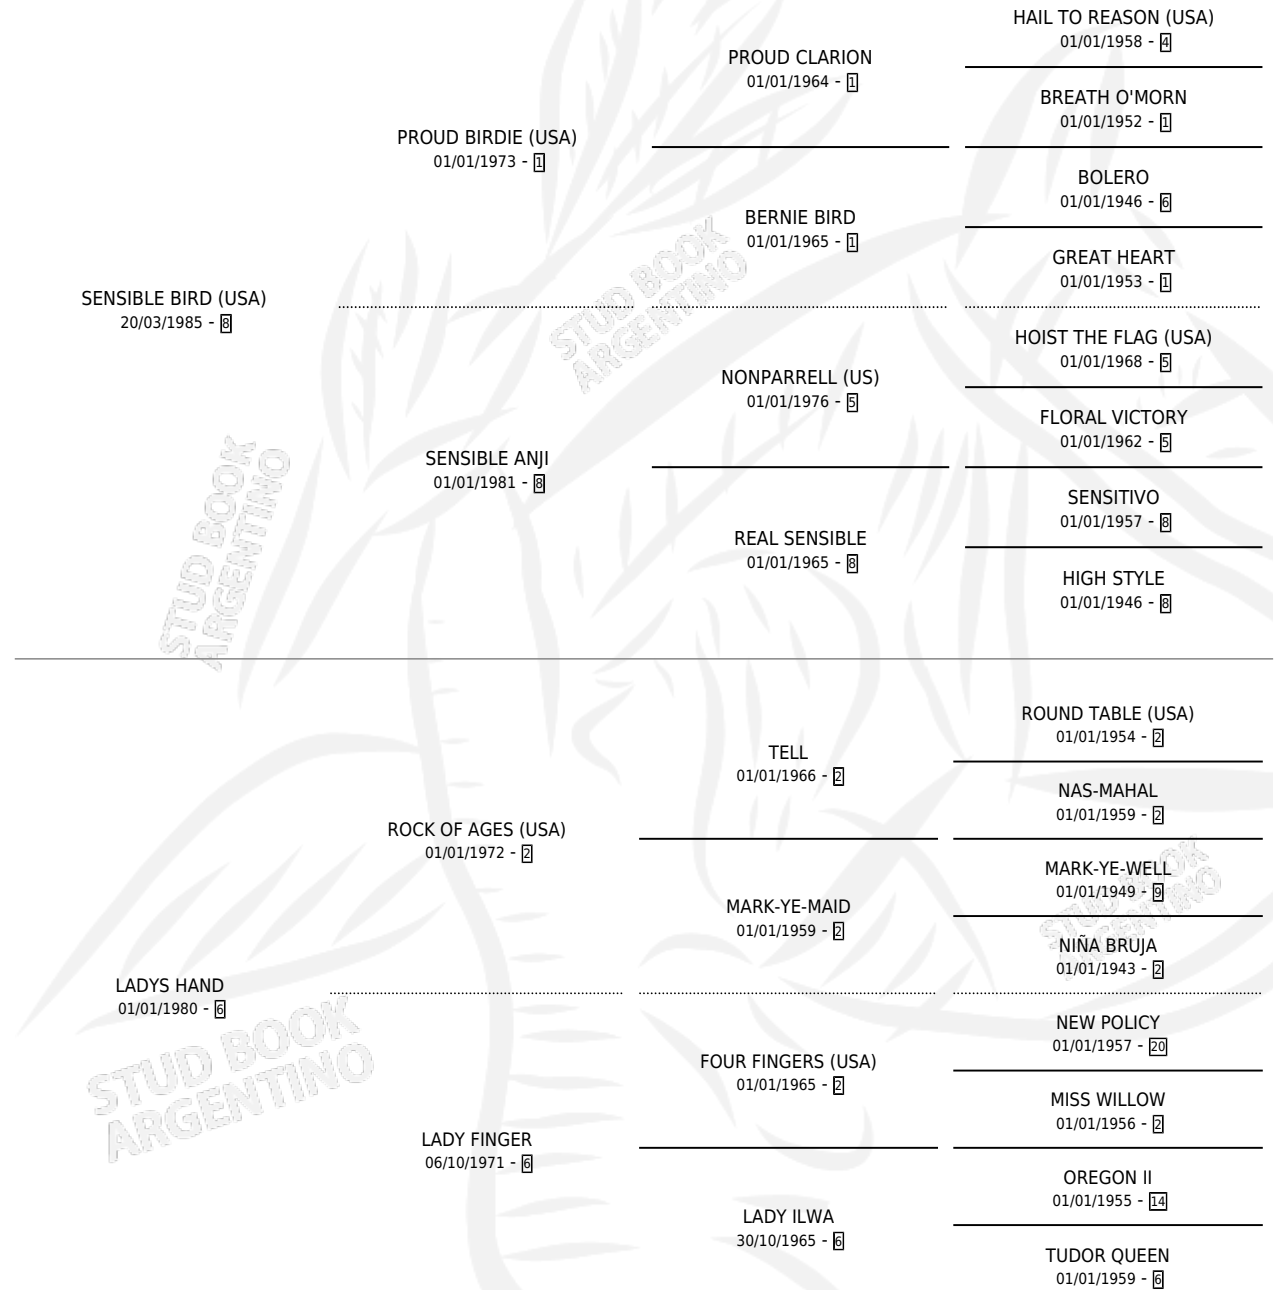 HAIL TO REASON (USA)
01/01/1958 - 4
PROUD CLARION
01/01/1964 - 1
BREATH O'MORN
01/01/1952 - 1
PROUD BIRDIE (USA)
01/01/1973 - 1
BOLERO
01/01/1946 - 6
BERNIE BIRD
01/01/1965 - 1
GREAT HEART
01/01/1953 - 1
SENSIBLE BIRD (USA)
20/03/1985 - 8
STUD BOOK
ARGENTINO
HOIST THE FLAG (USA)
01/01/1968 - 5
NONPARRELL (US)
01/01/1976 - 5
FLORAL VICTORY
01/01/1962 - 5
SENSIBLE ANJI
01/01/1981 - 8
SENSITIVO
01/01/1957 - 8
REAL SENSIBLE
01/01/1965 - 8
HIGH STYLE
01/01/1946 - 8
STUD BOOK
ARGENTINO
ROUND TABLE (USA)
01/01/1954 - 2
TELL
01/01/1966 - 2
NAS-MAHAL
01/01/1959 - 2
ROCK OF AGES (USA)
01/01/1972 - 2
MARK-YE-WELL
01/01/1949 - 9
MARK-YE-MAID
01/01/1959 - 2
STUD BOOK
ARGENTINO
NIÑA BRUJA
01/01/1943 - 2
LADYS HAND
01/01/1980 - 6
NEW POLICY
01/01/1957 - 20
FOUR FINGERS (USA)
01/01/1965 - 2
STUD BOOK
ARGENTINO
MISS WILLOW
01/01/1956 - 2
LADY FINGER
06/10/1971 - 6
OREGON II
01/01/1955 - 14
LADY ILWA
30/10/1965 - 6
TUDOR QUEEN
01/01/1959 - 6